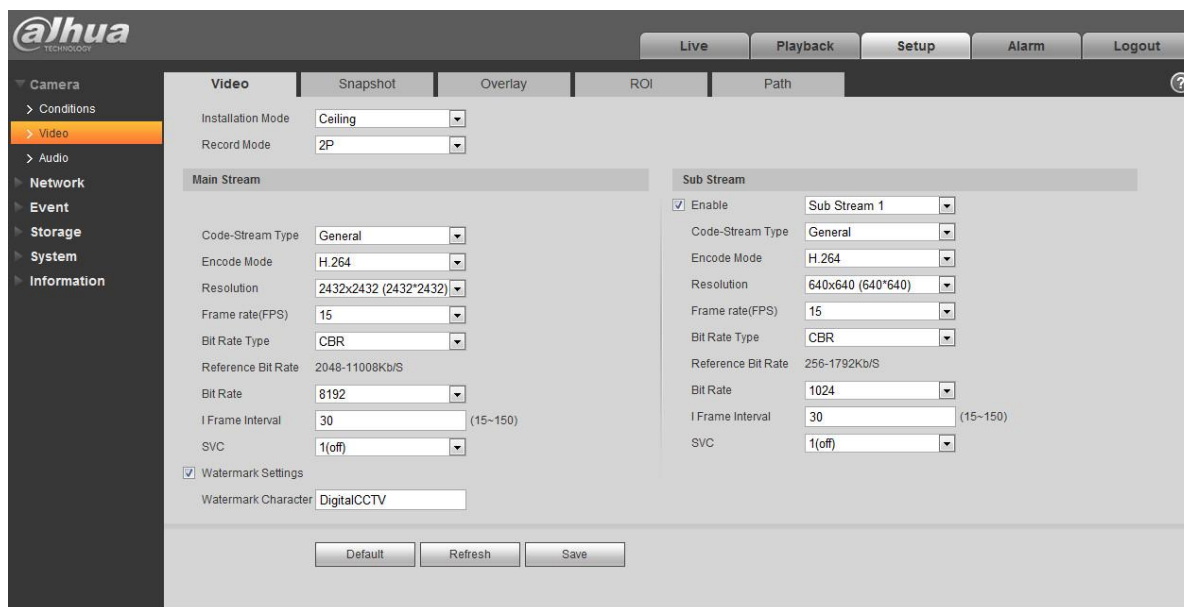 alhua
TECHNOLOGY
Live Playback Setup Alarm Logout
Camera
> Conditions
> Video
> Audio
Network
Event
Storage
System
Information
Video Snapshot Overlay ROI Path ?
Installation Mode Ceiling
Record Mode 2P
Main Stream
Code-Stream Type General
Encode Mode H.264
Resolution 2432x2432 (2432*2432)
Frame rate(FPS) 15
Bit Rate Type CBR
Reference Bit Rate 2048-11008Kb/S
Bit Rate 8192
I Frame Interval 30 (15~150)
SVC 1(off)
Watermark Settings
Watermark Character DigitalCCTV
Sub Stream
Enable Sub Stream 1
Code-Stream Type General
Encode Mode H.264
Resolution 640x640 (640*640)
Frame rate(FPS) 15
Bit Rate Type CBR
Reference Bit Rate 256-1792Kb/S
Bit Rate 1024
I Frame Interval 30 (15~150)
SVC 1(off)
Default Refresh Save